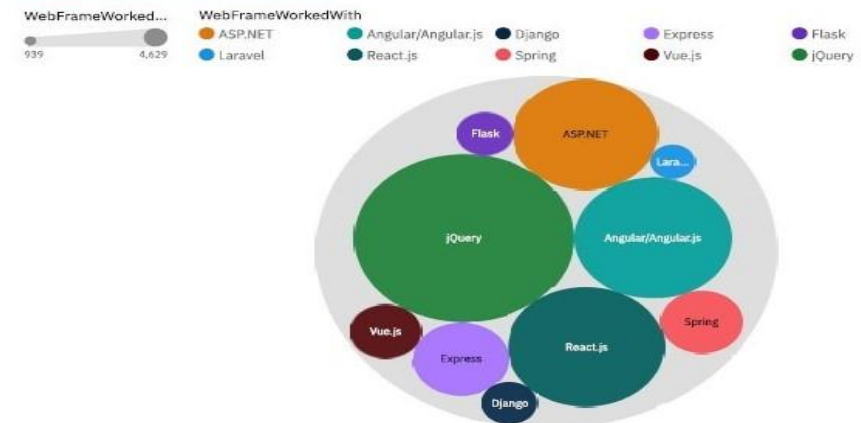 WebFrameWorked... WebFrameWorkedWith
ASP.NET Angular/Angular.js Django Express Flask
939 4,629 Laravel React.js Spring Vue.js jQuery
Flask ASP.NET
Lara...
jQuery Angular/Angular.js
Vue.js Spring
Express React.js
Django